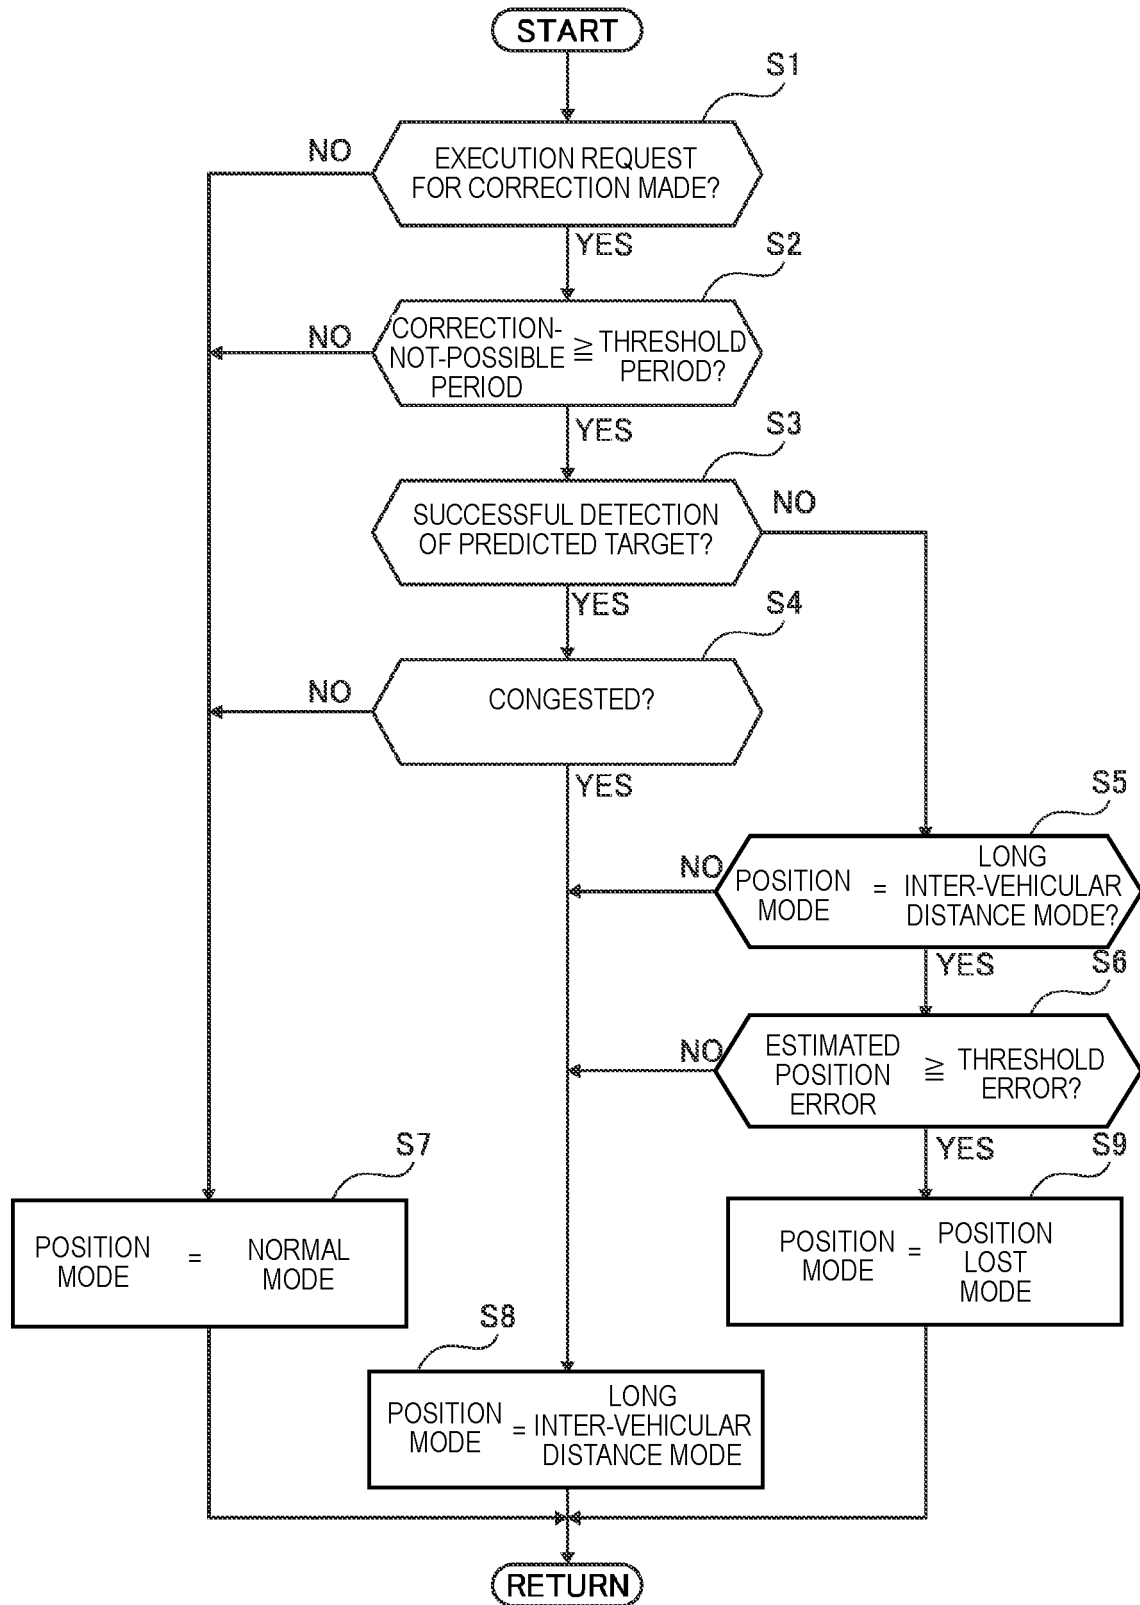 START
S1
NO
EXECUTION REQUEST
FOR CORRECTION MADE?
YES
S2
NO
CORRECTION-
NOT-POSSIBLE
PERIOD
≧
THRESHOLD
PERIOD?
YES
S3
NO
SUCCESSFUL DETECTION
OF PREDICTED TARGET?
YES
S4
NO
CONGESTED?
YES
S5
NO
POSITION
MODE
=
LONG
INTER-VEHICULAR
DISTANCE MODE?
YES
S6
NO
ESTIMATED
POSITION
ERROR
≧
THRESHOLD
ERROR?
YES
S7
S9
POSITION
MODE
=
NORMAL
MODE
POSITION
MODE
=
POSITION
LOST
MODE
S8
POSITION
MODE
=
LONG
INTER-VEHICULAR
DISTANCE MODE
RETURN